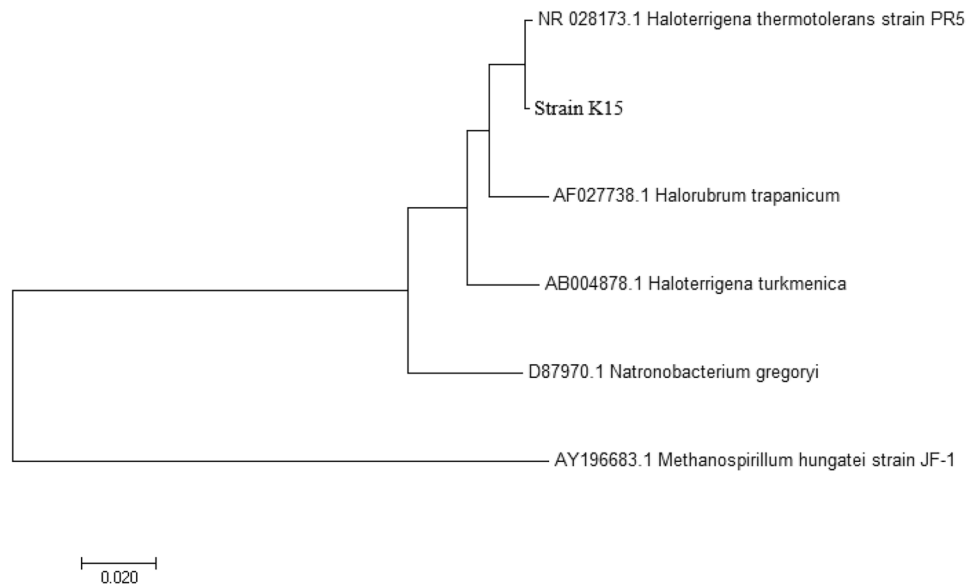 NR 028173.1 Haloterrigena thermotolerans strain PR5
Strain K15
AF027738.1 Halorubrum trapanicum
AB004878.1 Haloterrigena turkmenica
D87970.1 Natronobacterium gregoryi
AY196683.1 Methanospirillum hungatei strain JF-1
0.020